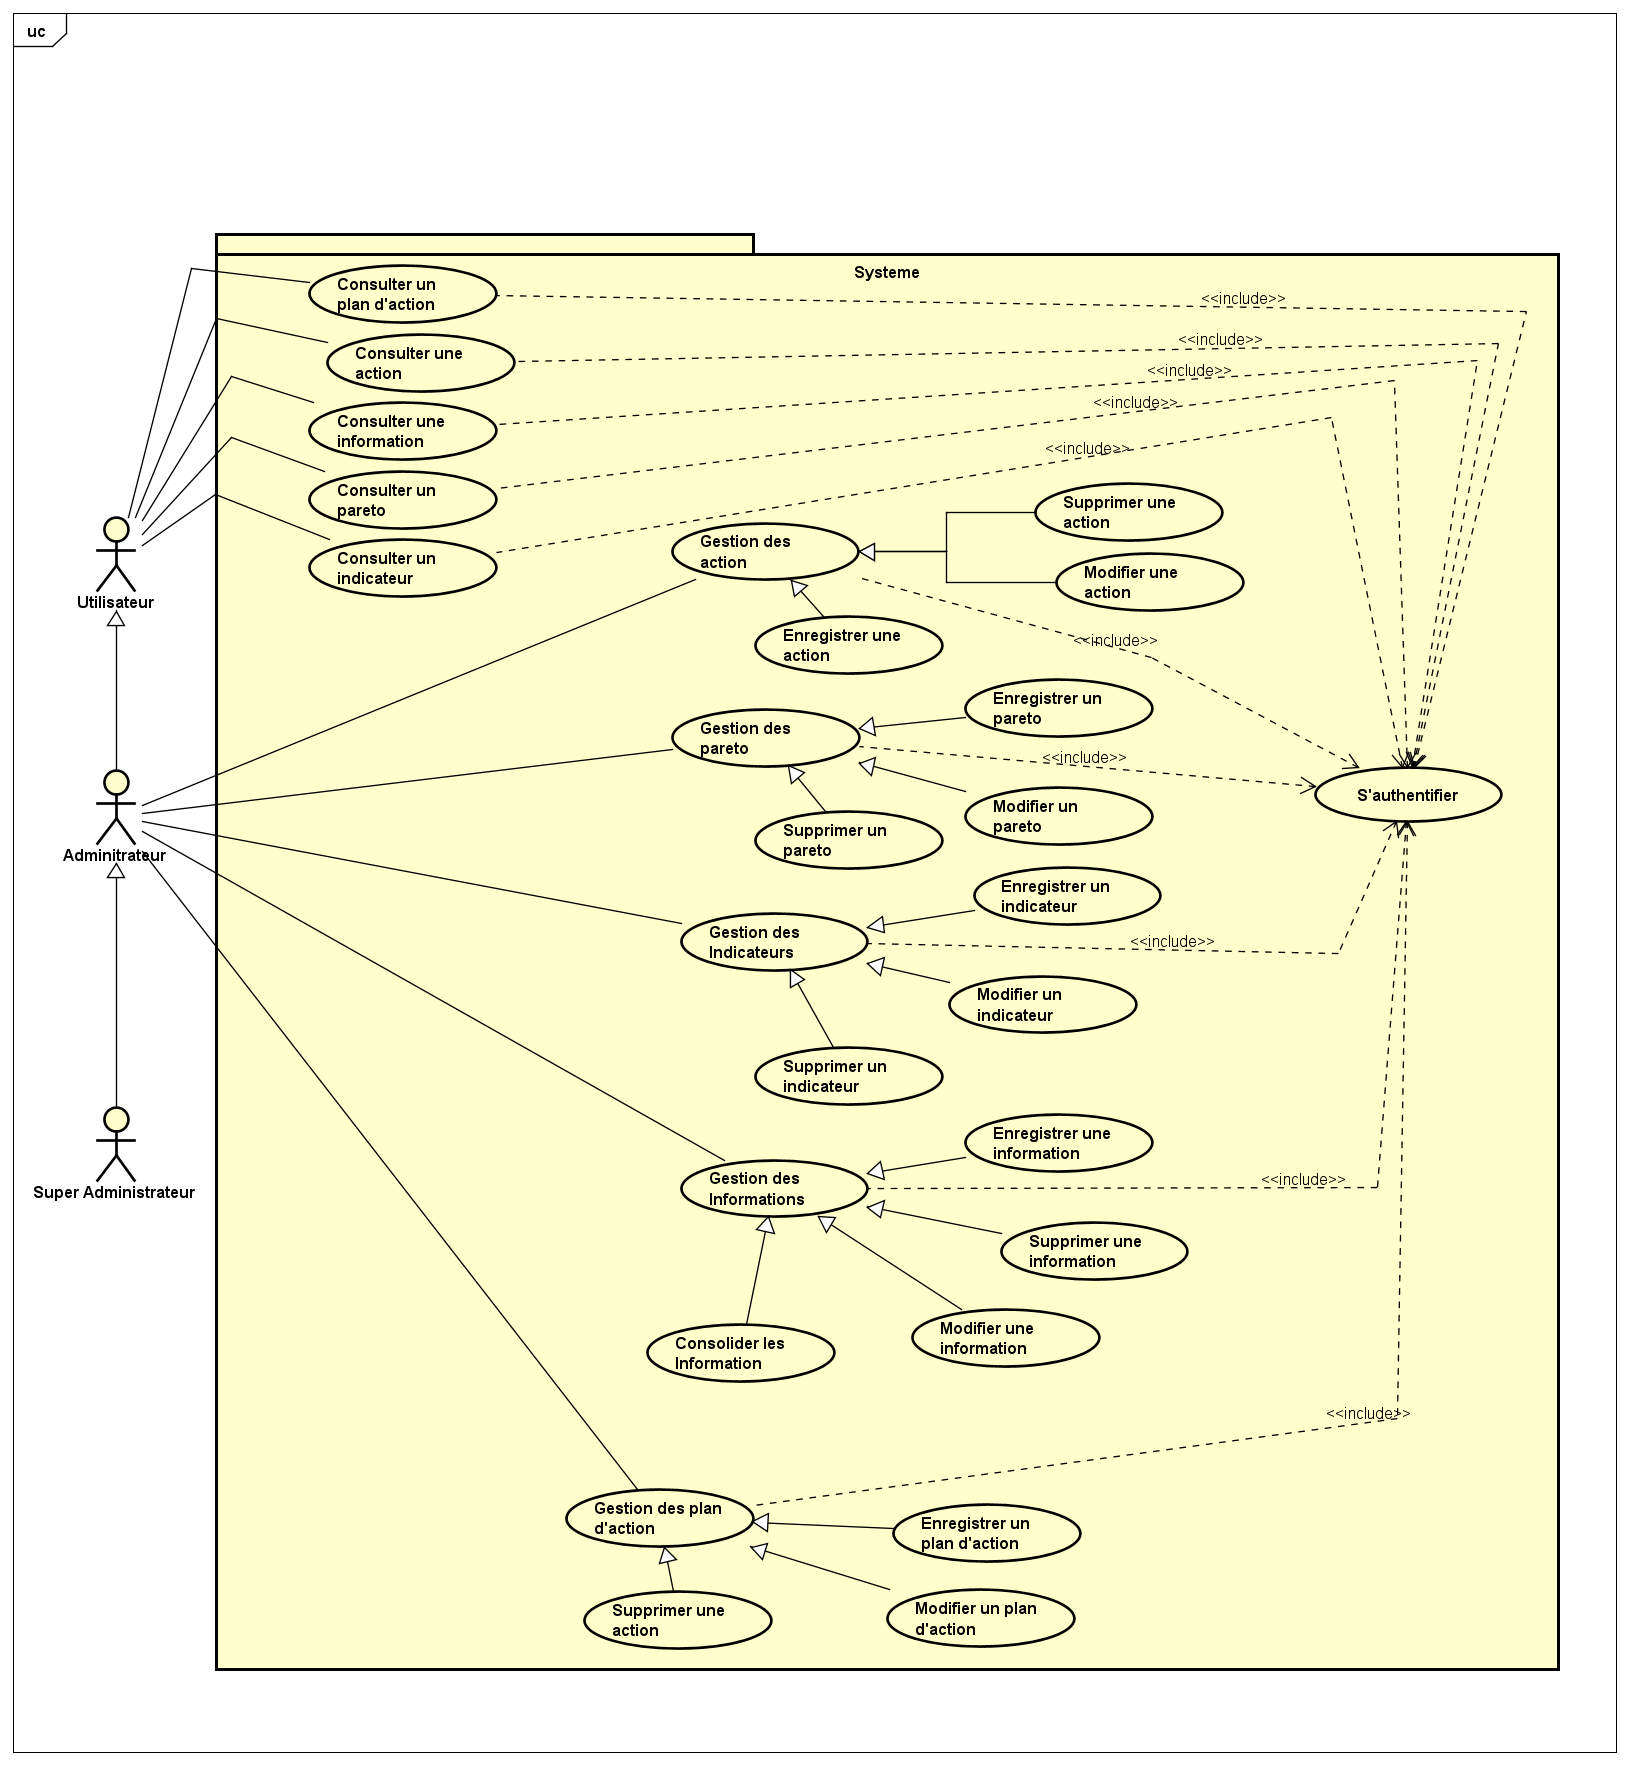 uc
Systeme
Consulter un
plan d'action
<<include>>
Consulter une
action
<<include>>
Consulter une
information
<<include>>
Consulter un
pareto
<<include>>
Consulter un
indicateur
<<include>>
Utilisateur
Gestion des
action
Supprimer une
action
Modifier une
action
Enregistrer une
action
<<include>>
Gestion des
pareto
Enregistrer un
pareto
<<include>>
Modifier un
pareto
Supprimer un
pareto
S'authentifier
Adminitrateur
Gestion des
Indicateurs
Enregistrer un
indicateur
<<include>>
Modifier un
indicateur
Supprimer un
indicateur
Super Administrateur
Gestion des
Informations
Enregistrer une
information
<<include>>
Supprimer une
information
Modifier une
information
Consolider les
Information
<<include>>
Gestion des plan
d'action
Enregistrer un
plan d'action
Modifier un plan
d'action
Supprimer une
action